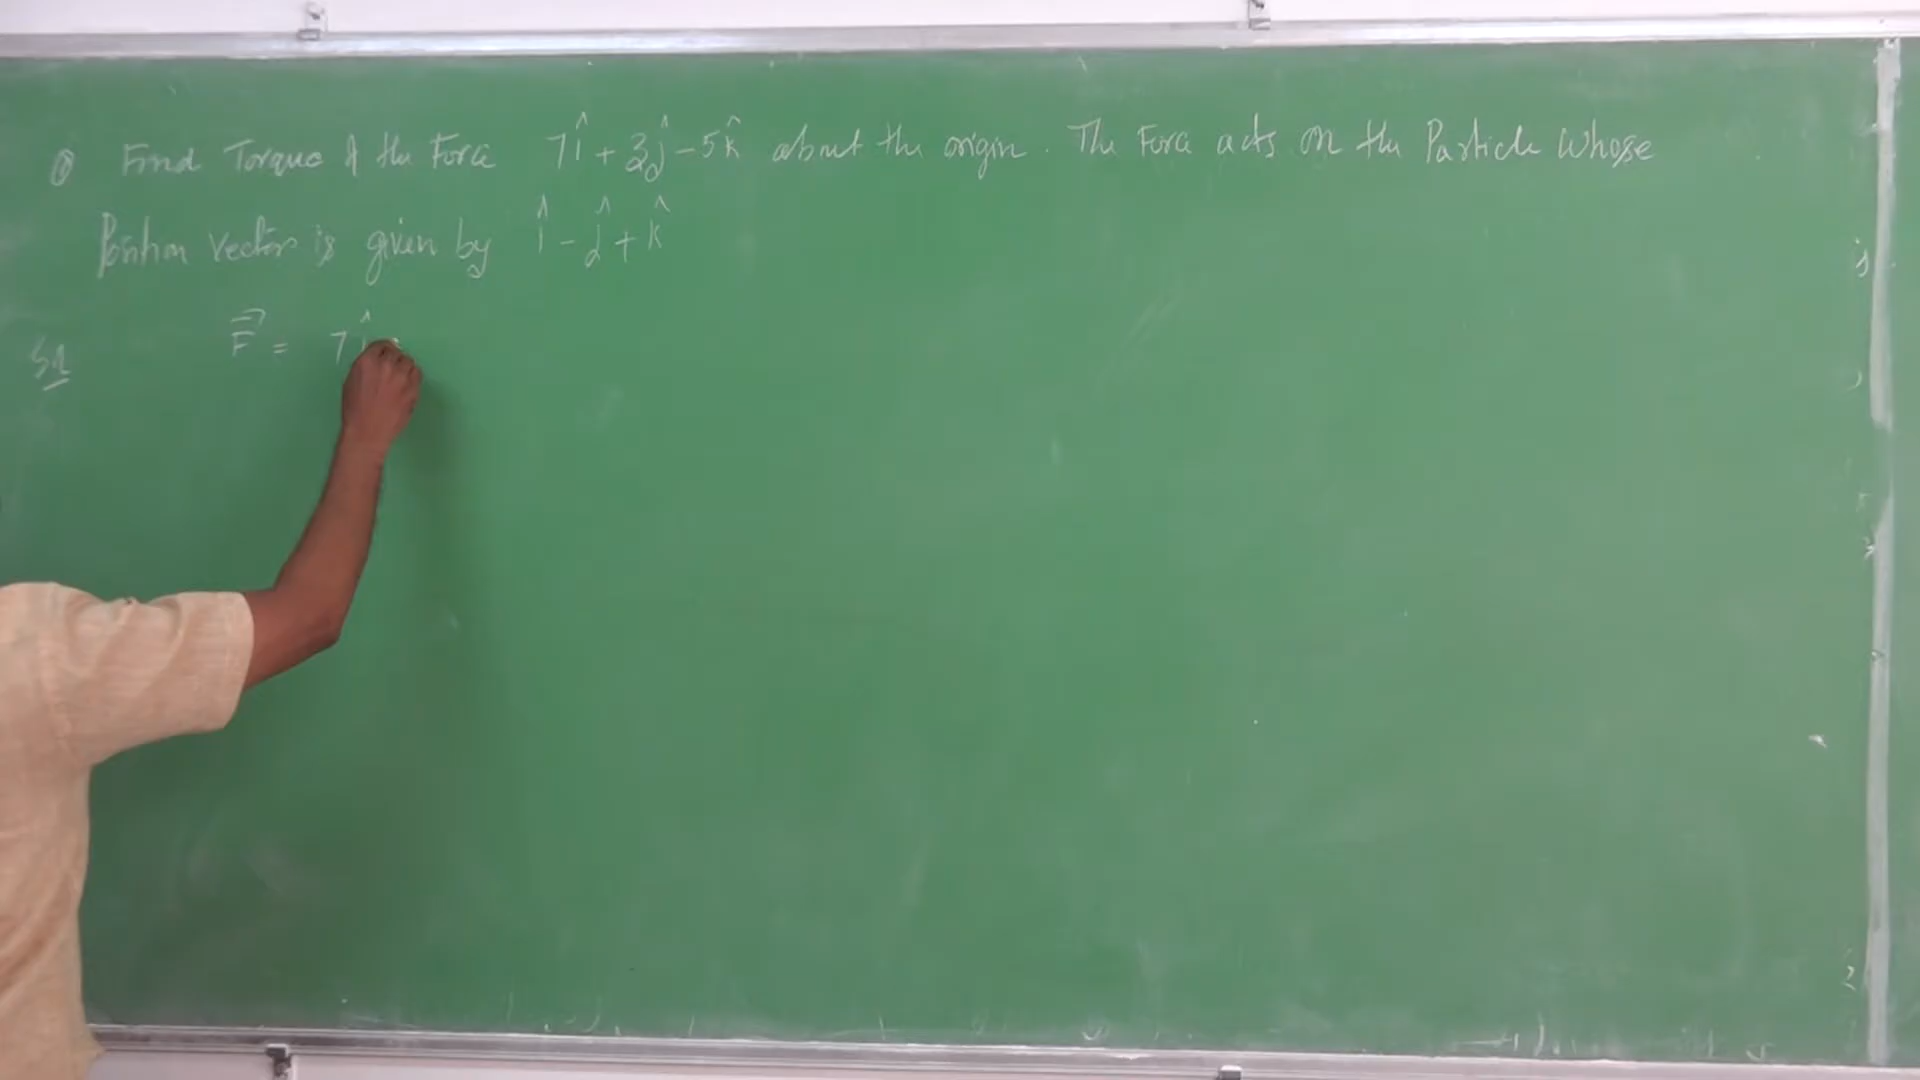 Find Torque of the Force 7î + 3ĵ - 5k̂ about the origin. The Force acts on the Particle Whose
Position vector is given by î - ĵ + k̂
F⃗ = 7î
Sol